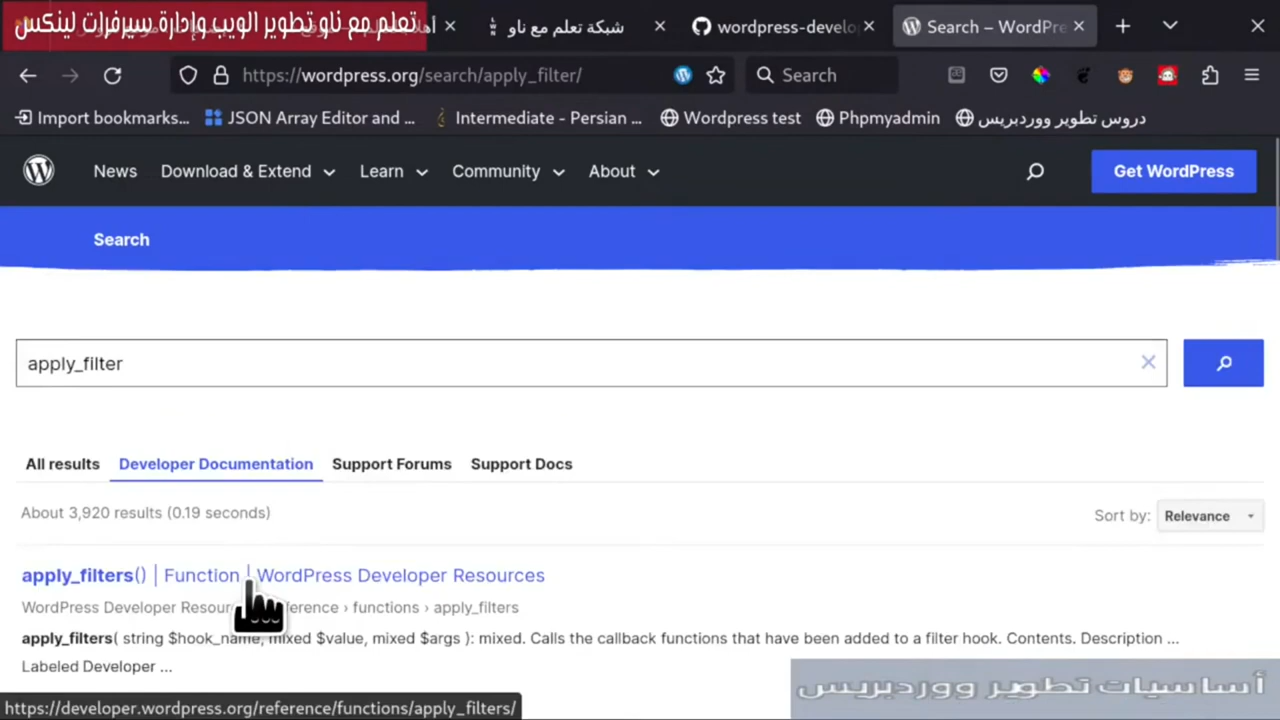 تعلم مع ناو تطوير الويب وإدارة سيرفرات لينكس
شبكة تعلم مع ناو
wordpress-develo
Search – WordPre
https://wordpress.org/search/apply_filter/
Search
Import bookmarks...
JSON Array Editor and ...
Intermediate - Persian ...
Wordpress test
Phpmyadmin
دروس تطوير ووردبريس
News
Download & Extend
Learn
Community
About
Get WordPress
Search
apply_filter
All results
Developer Documentation
Support Forums
Support Docs
About 3,920 results (0.19 seconds)
Sort by:
Relevance
apply_filters() | Function | WordPress Developer Resources
WordPress Developer Resour ference › functions › apply_filters
apply_filters( string $hook_name, mixed $value, mixed $args ): mixed. Calls the callback functions that have been added to a filter hook. Contents. Description ...
Labeled Developer ...
أساسيات تطوير ووردبريس
https://developer.wordpress.org/reference/functions/apply_filters/